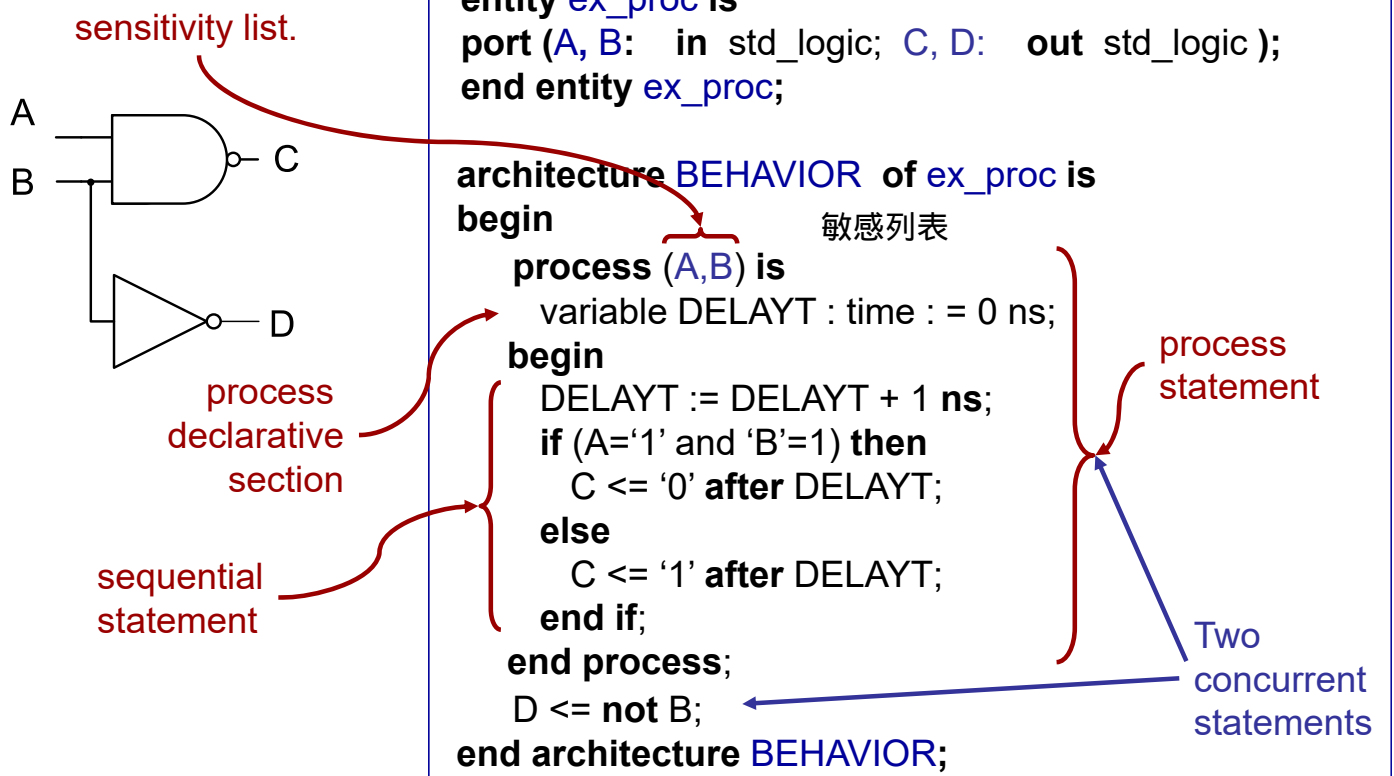 sensitivity list.
entity ex_proc is
port (A, B: in std_logic; C, D: out std_logic );
end entity ex_proc;
A
B
C
D
architecture BEHAVIOR of ex_proc is
begin
敏感列表
process (A,B) is
variable DELAYT : time : = 0 ns;
begin
DELAYT := DELAYT + 1 ns;
if (A=‘1’ and ‘B’=1) then
C <= ‘0’ after DELAYT;
else
C <= ‘1’ after DELAYT;
end if;
end process;
D <= not B;
end architecture BEHAVIOR;
process
declarative
section
sequential
statement
process
statement
Two
concurrent
statements